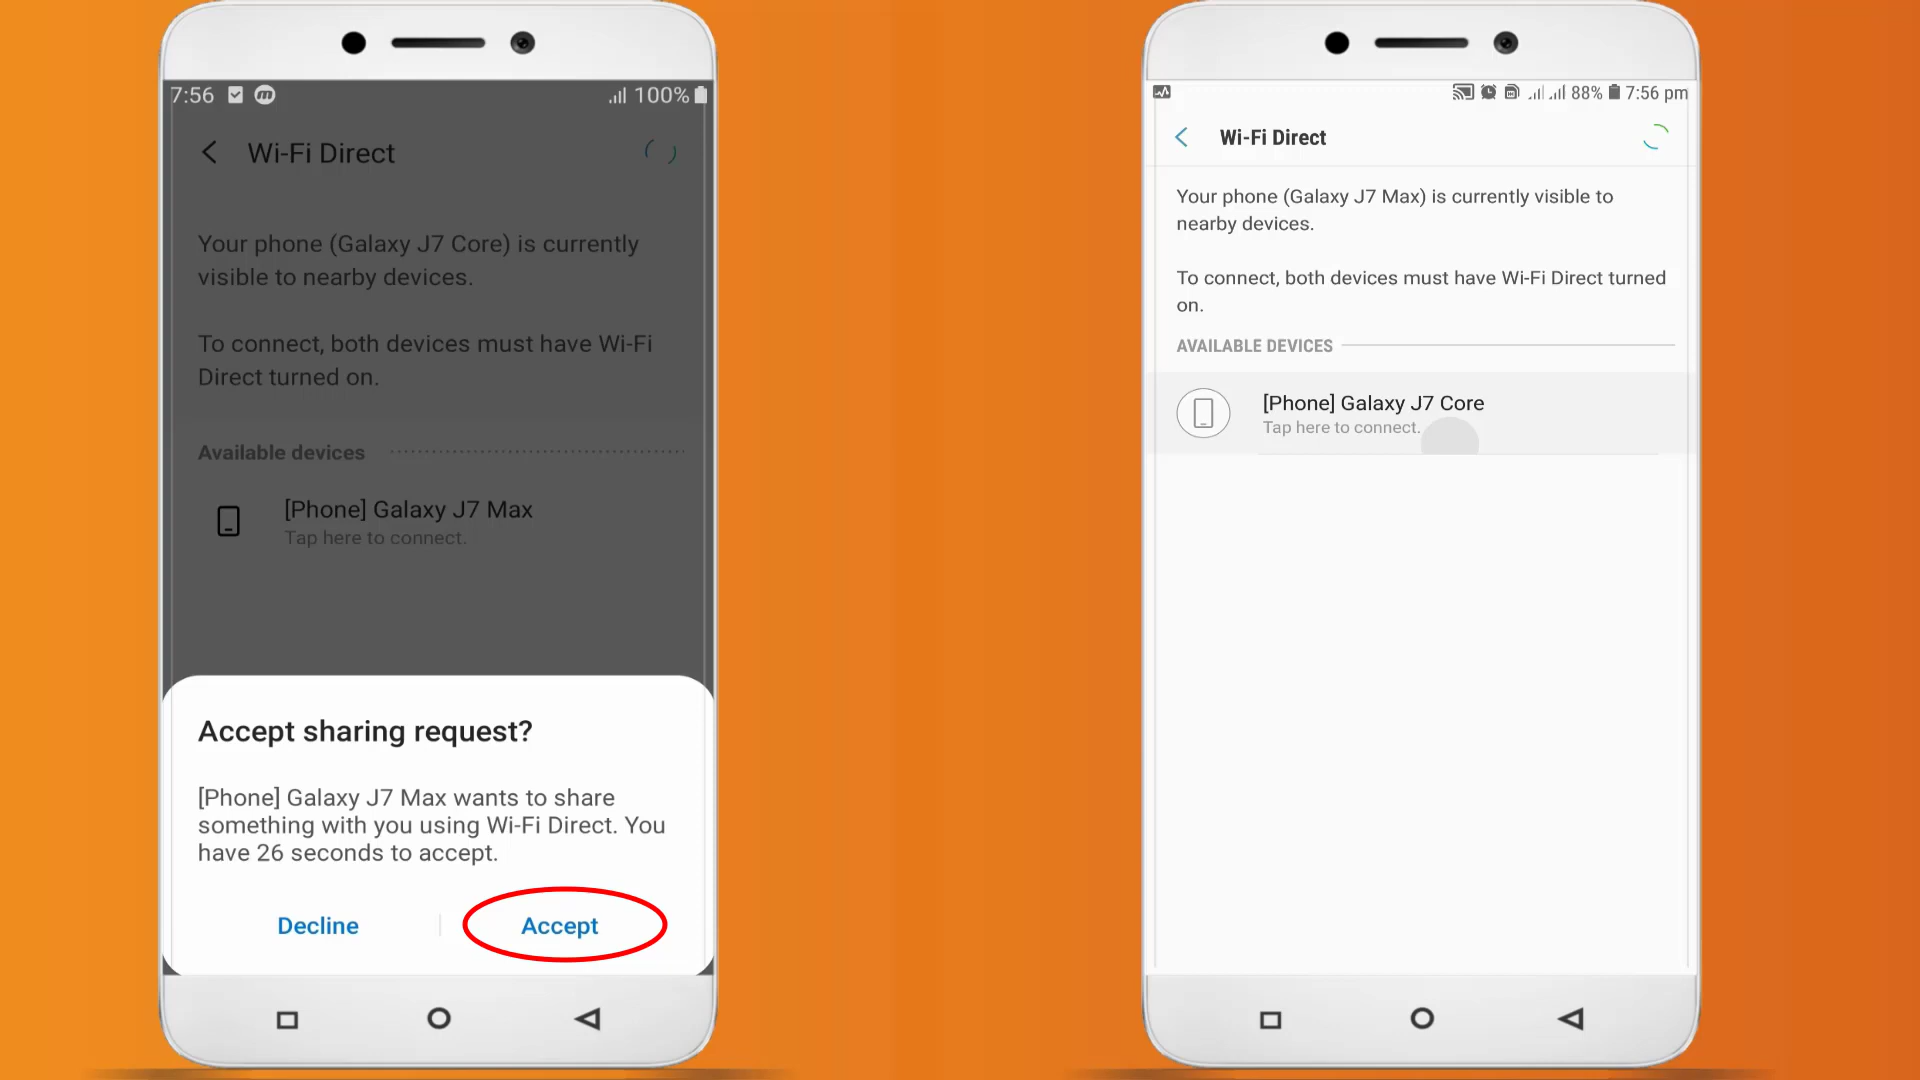 7:56
100%
Wi-Fi Direct
Your phone (Galaxy J7 Core) is currently
visible to nearby devices.
To connect, both devices must have Wi-Fi
Direct turned on.
Available devices
[Phone] Galaxy J7 Max
Tap here to connect.
Accept sharing request?
[Phone] Galaxy J7 Max wants to share
something with you using Wi-Fi Direct. You
have 26 seconds to accept.
Decline
Accept
88% 7:56 pm
Wi-Fi Direct
Your phone (Galaxy J7 Max) is currently visible to
nearby devices.
To connect, both devices must have Wi-Fi Direct turned
on.
AVAILABLE DEVICES
[Phone] Galaxy J7 Core
Tap here to connect.